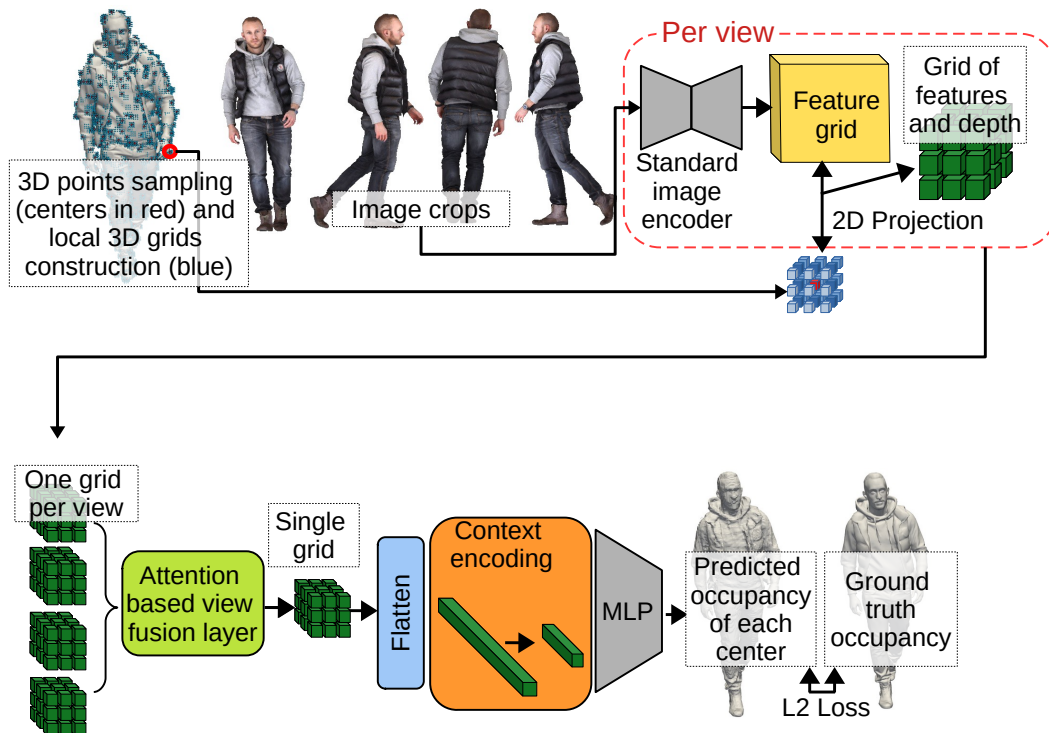 Per view
3D points sampling
(centers in red) and
local 3D grids
construction (blue)
Image crops
Standard
image
encoder
Feature
grid
Grid of
features
and depth
2D Projection
One grid
per view
Attention
based view
fusion layer
Single
grid
Flatten
Context
encoding
MLP
Predicted
occupancy
of each
center
Ground
truth
occupancy
L2 Loss